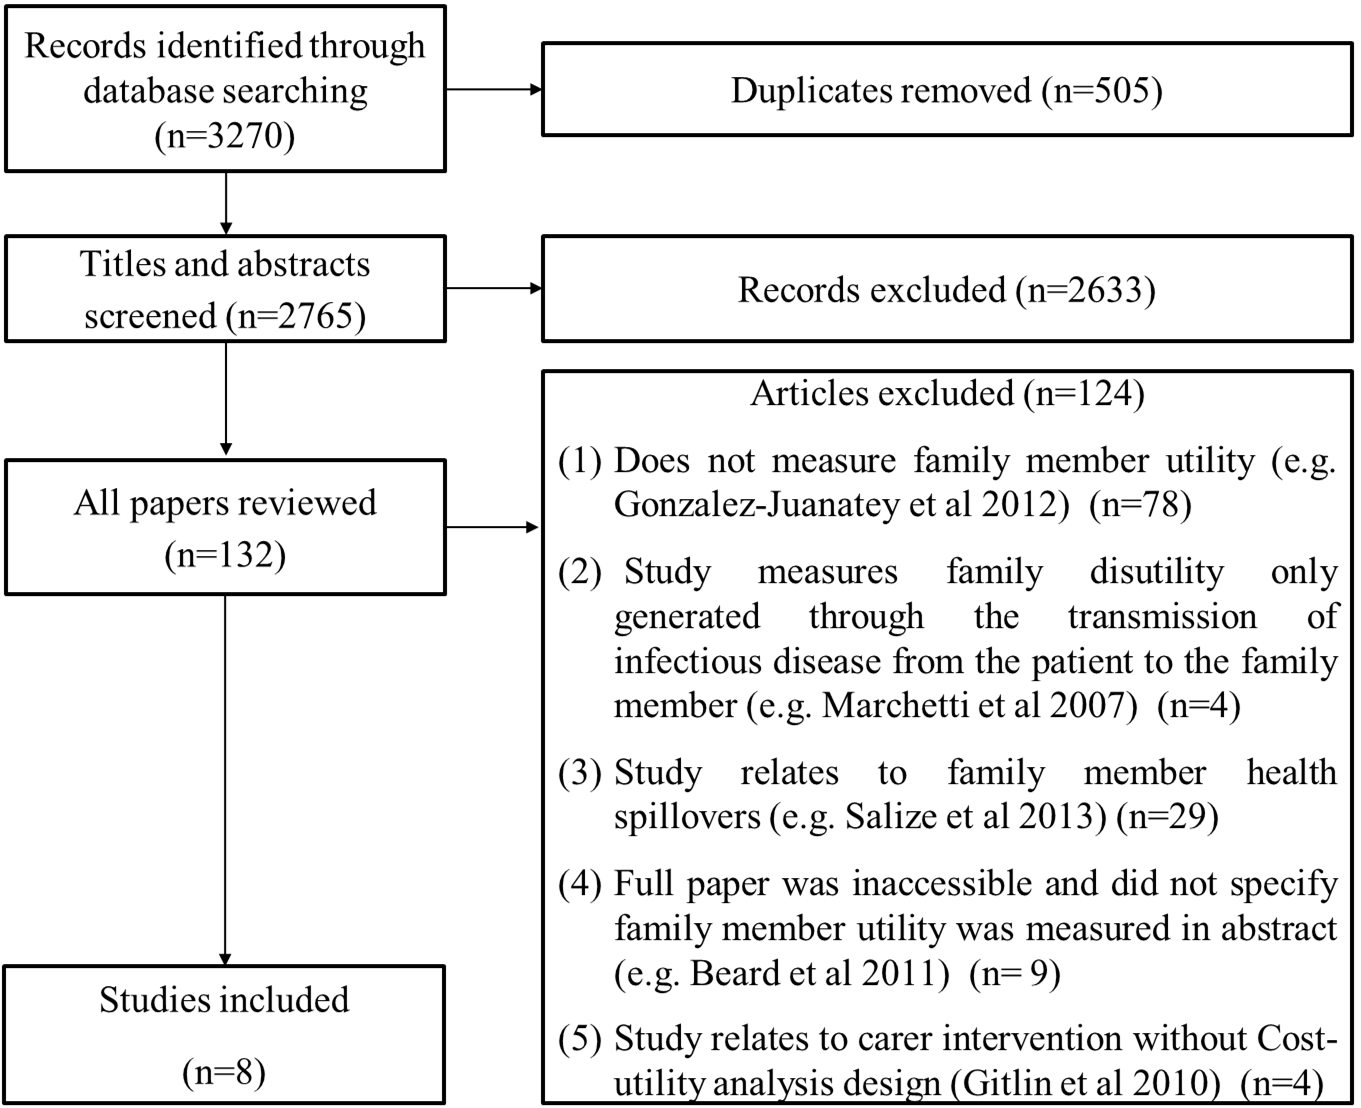 Records identified through
database searching
(n=3270)
Duplicates removed (n=505)
Titles and abstracts
screened (n=2765)
Records excluded (n=2633)
All papers reviewed
(n=132)
Articles excluded (n=124)
(1) Does not measure family member utility (e.g.
Gonzalez-Juanatey et al 2012) (n=78)
(2) Study measures family disutility only
generated through the transmission of
infectious disease from the patient to the family
member (e.g. Marchetti et al 2007) (n=4)
(3) Study relates to family member health
spillovers (e.g. Salize et al 2013) (n=29)
(4) Full paper was inaccessible and did not specify
family member utility was measured in abstract
(e.g. Beard et al 2011) (n= 9)
(5) Study relates to carer intervention without Cost-
utility analysis design (Gitlin et al 2010) (n=4)
Studies included
(n=8)